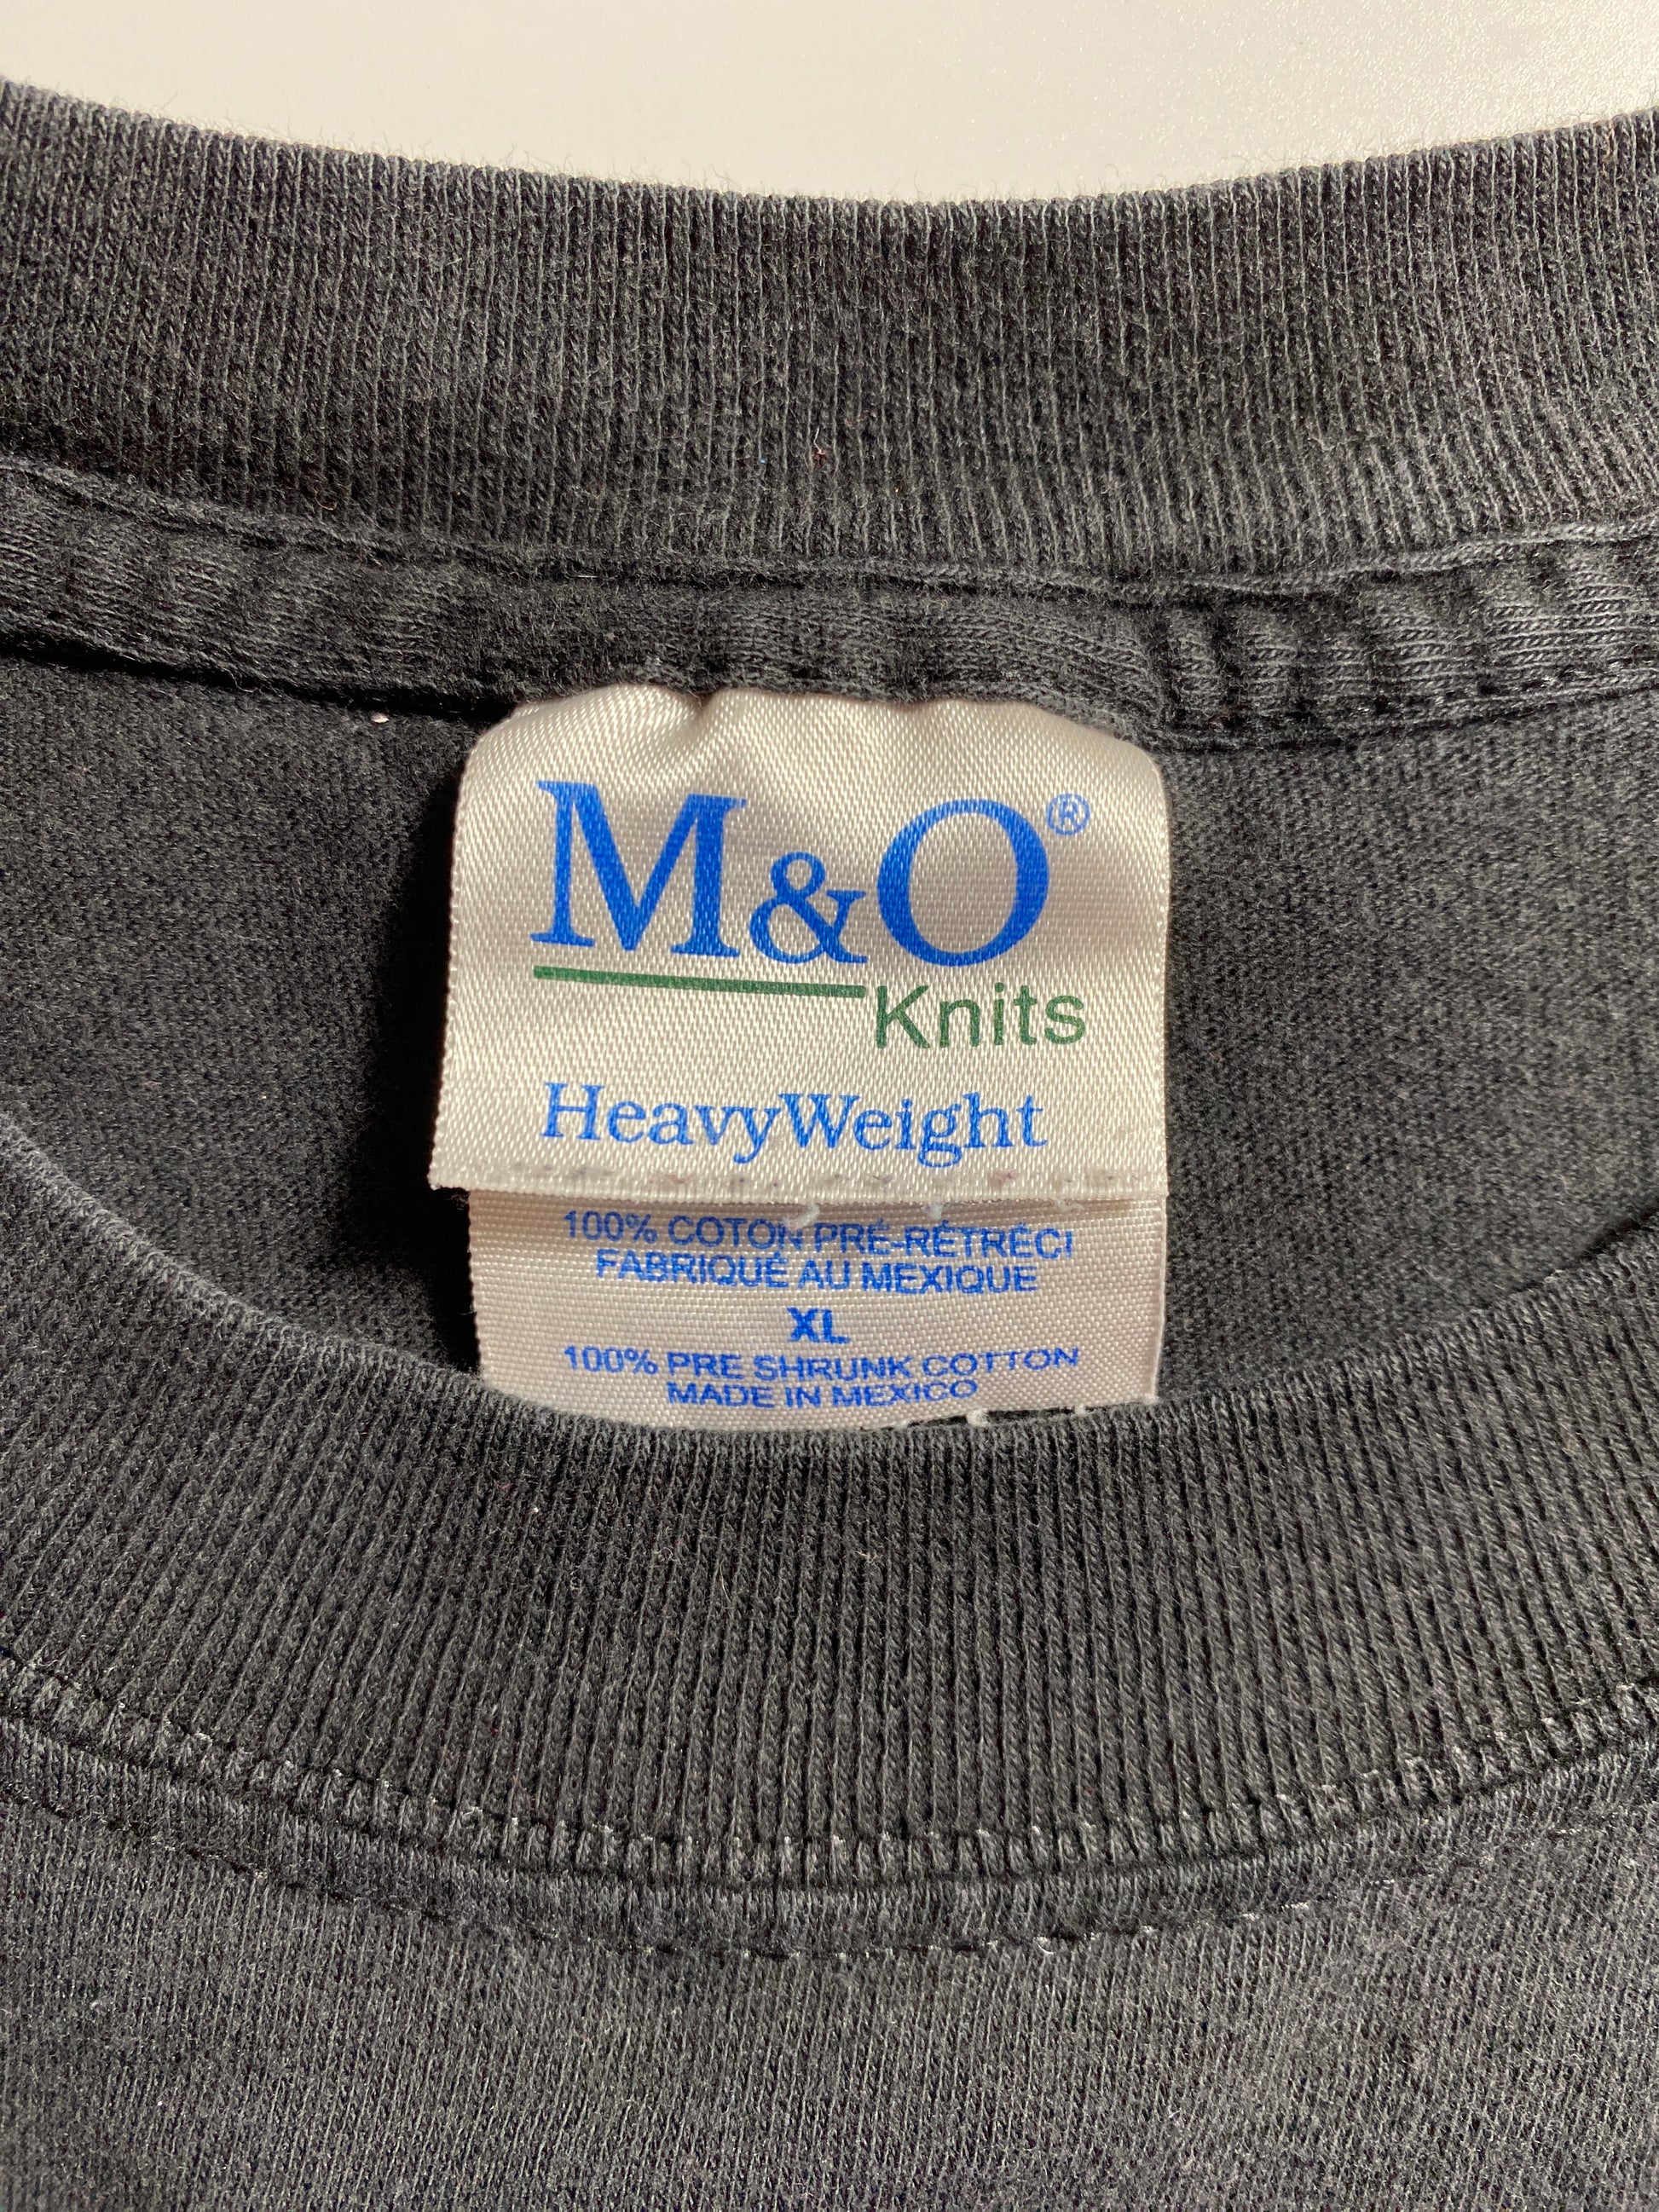 M&O®
Knits
HeavyWeight
100% COTON PRÉ-RÉTRÉCI
FABRIQUÉ AU MEXIQUE
XL
100% PRE SHRUNK COTTON
MADE IN MEXICO